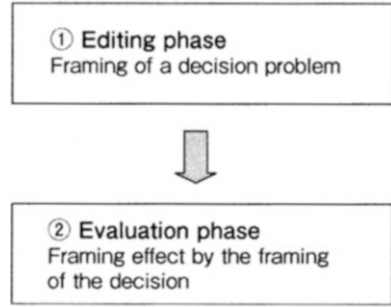 ① Editing phase
Framing of a decision problem
② Evaluation phase
Framing effect by the framing
of the decision